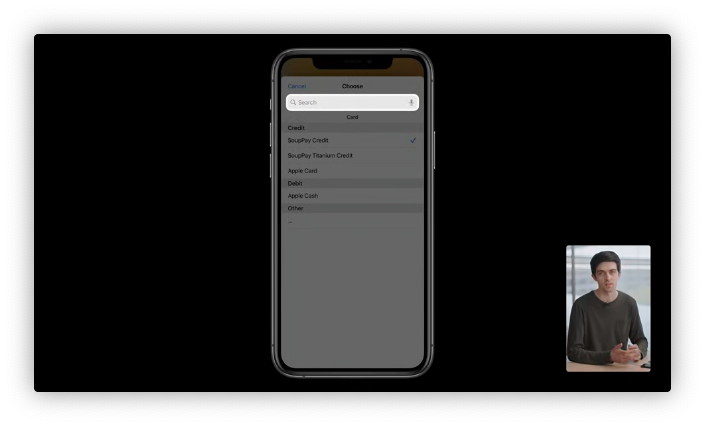 Cancel Choose
Search
Card
Credit
SoupPay Credit
SoupPay Titanium Credit
Apple Card
Debit
Apple Cash
Other
...